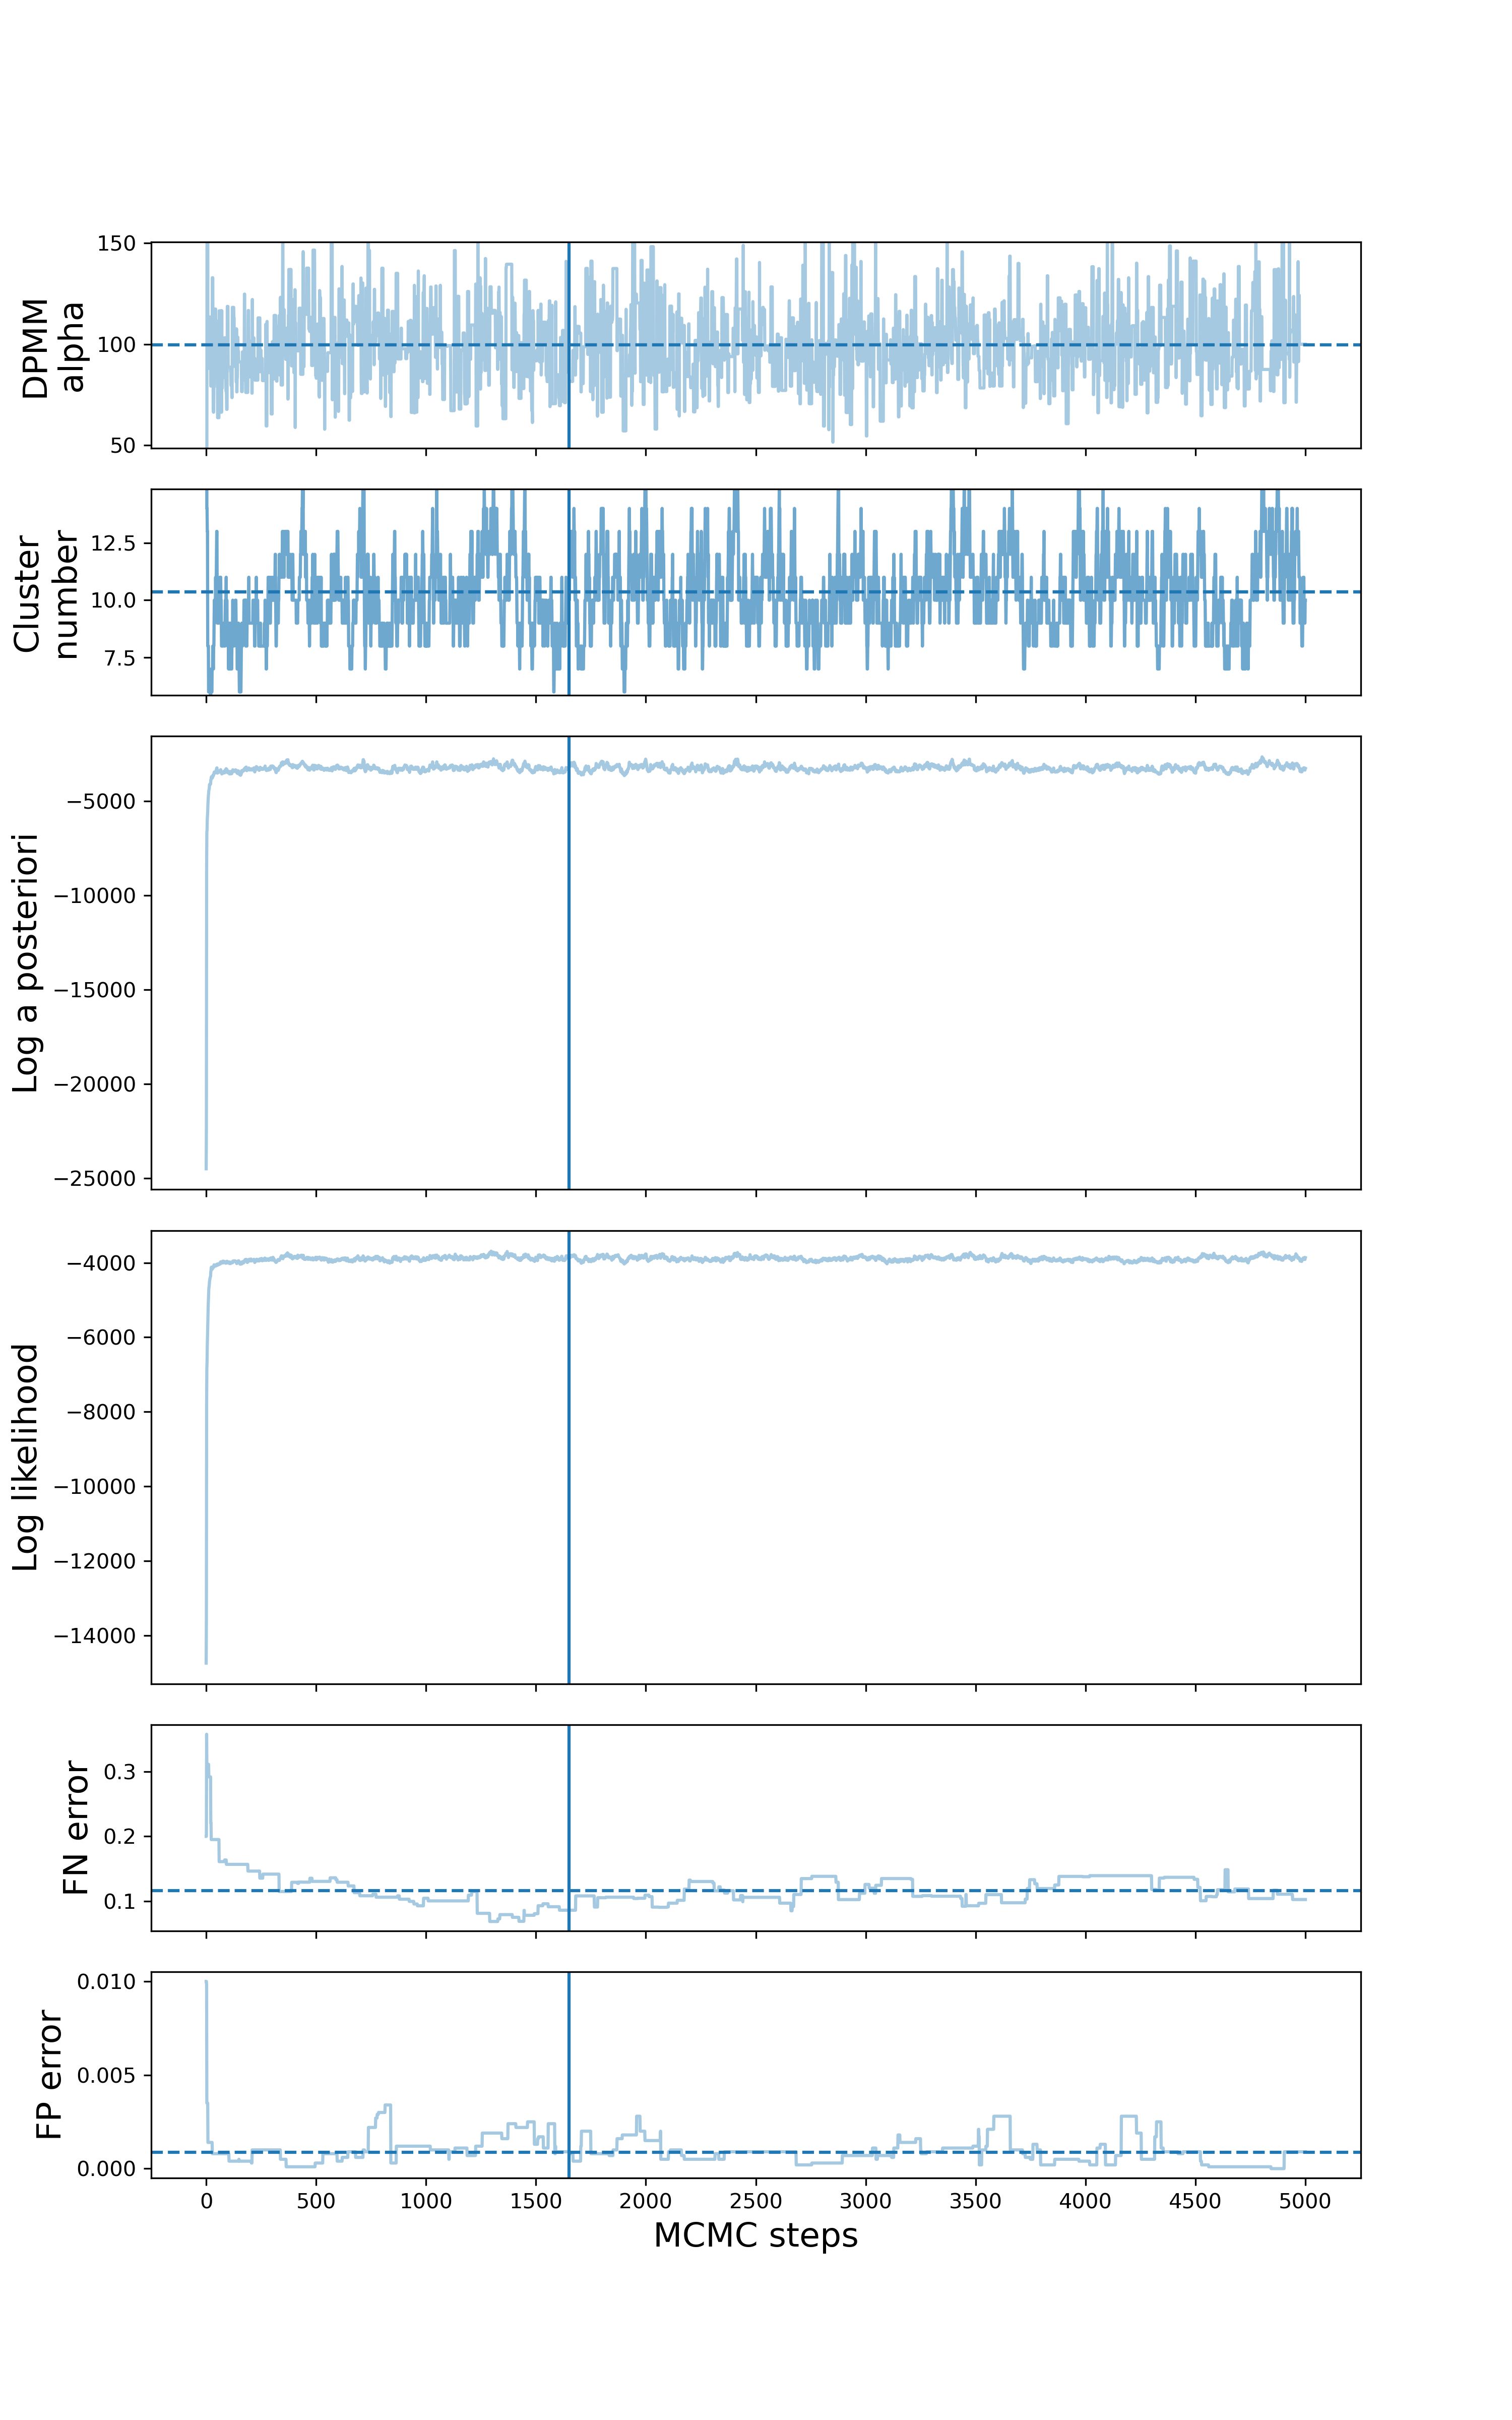 DPMM
alpha
150
100
50
Cluster
number
12.5
10.0
7.5
Log a posteriori
−5000
−10000
−15000
−20000
−25000
Log likelihood
−4000
−6000
−8000
−10000
−12000
−14000
FN error
0.3
0.2
0.1
FP error
0.010
0.005
0.000
0 500 1000 1500 2000 2500 3000 3500 4000 4500 5000
MCMC steps